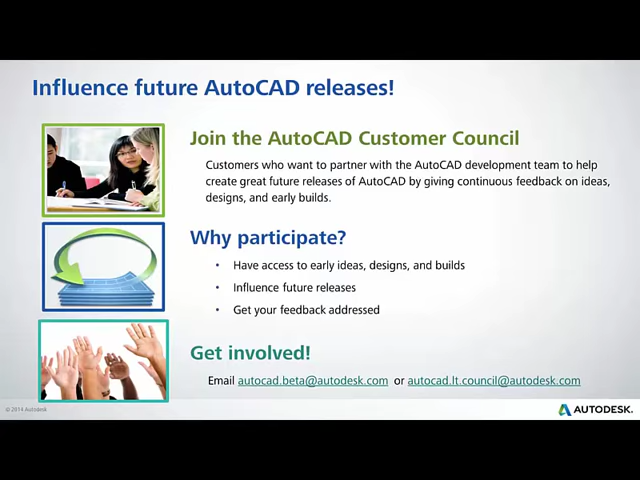 Influence future AutoCAD releases!
Join the AutoCAD Customer Council
Customers who want to partner with the AutoCAD development team to help
create great future releases of AutoCAD by giving continuous feedback on ideas,
designs, and early builds.
Why participate?
• Have access to early ideas, designs, and builds
• Influence future releases
• Get your feedback addressed
Get involved!
Email autocad.beta@autodesk.com or autocad.lt.council@autodesk.com
© 2014 Autodesk
AUTODESK.